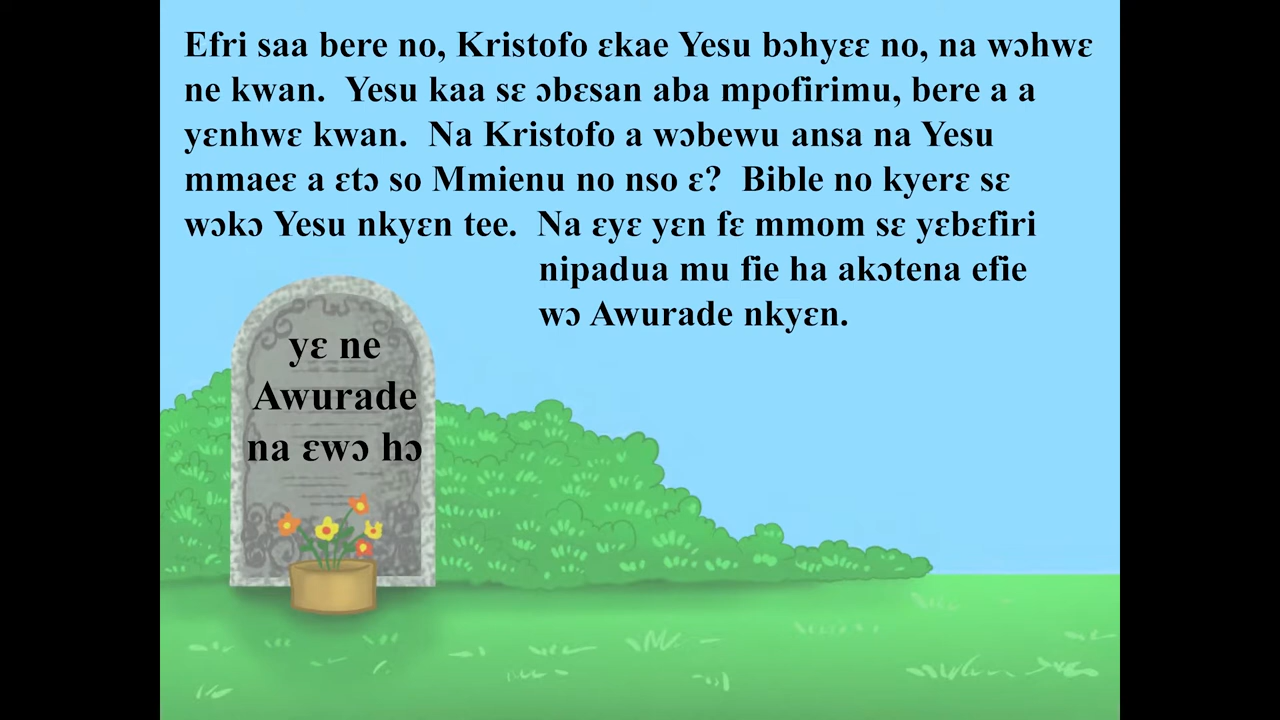 Efri saa bere no, Kristofo ɛkae Yesu bɔhyɛɛ no, na wɔhwɛ
ne kwan.  Yesu kaa sɛ ɔbɛsan aba mpofirimu, bere a a
yɛnhwɛ kwan.  Na Kristofo a wɔbewu ansa na Yesu
mmaeɛ a ɛtɔ so Mmienu no nso ɛ?  Bible no kyerɛ sɛ
wɔkɔ Yesu nkyɛn tee.  Na ɛyɛ yɛn fɛ mmom sɛ yɛbɛfiri
nipadua mu fie ha akɔtena efie
wɔ Awurade nkyɛn.
yɛ ne
Awurade
na ɛwɔ hɔ